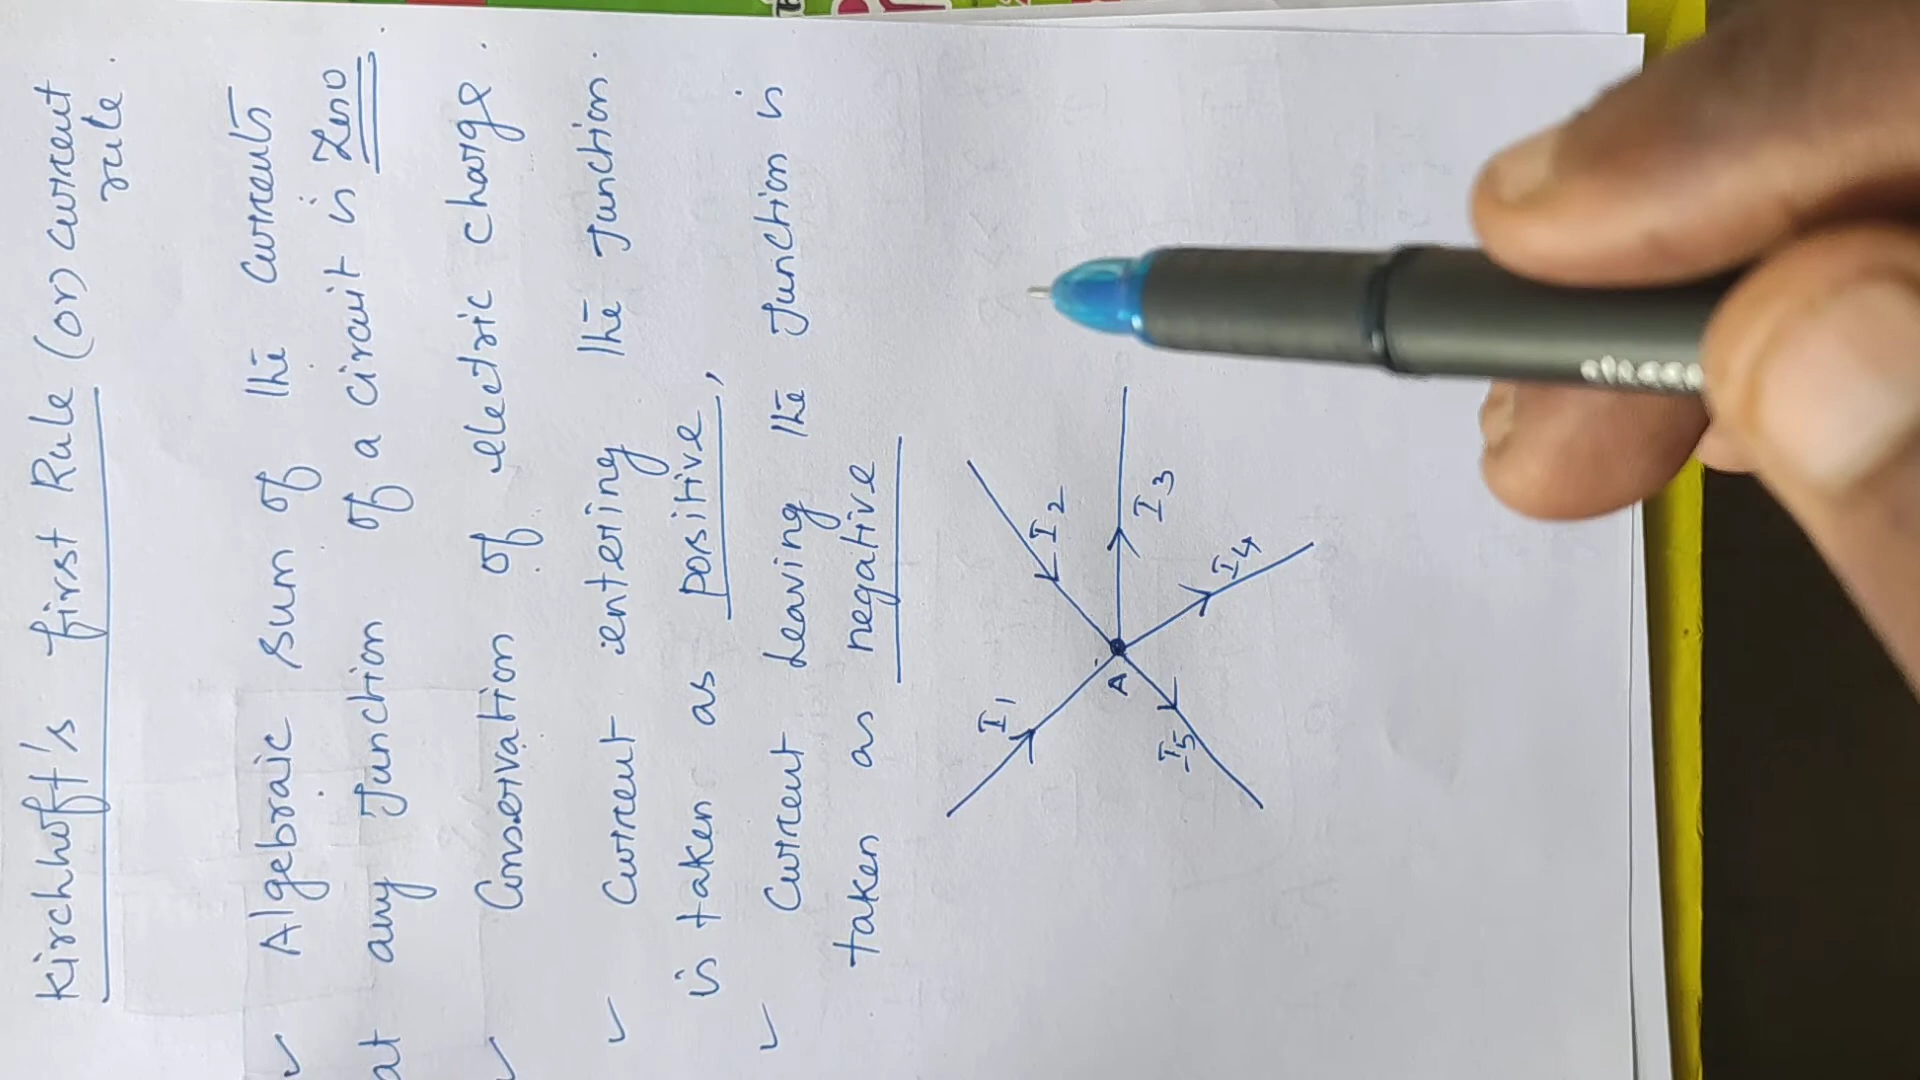 Kirchhoff's first Rule (or) current
rule.
✓ Algebraic sum of the currents
at any Junction of a circuit is Zero.
✓ Conservation of electric charge.
✓ Current entering the Junction.
is taken as positive,
✓ Current Leaving the Junction is
taken as negative
I1
I2
A
I3
I5
I4